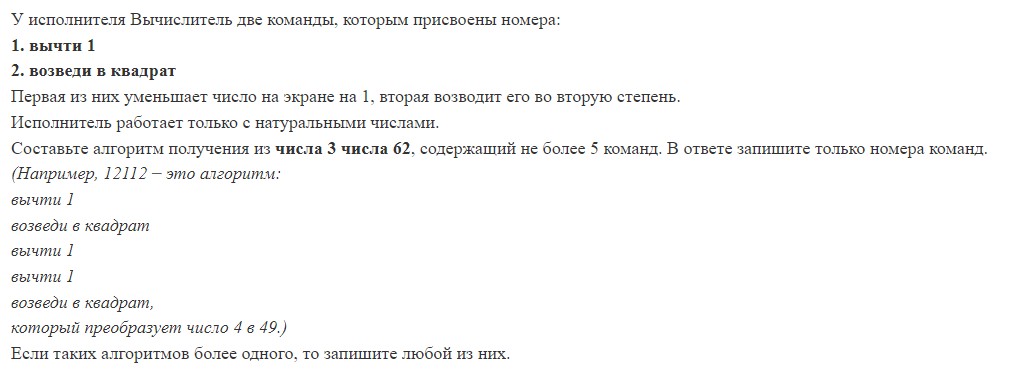 У исполнителя Вычислитель две команды, которым присвоены номера:
1. вычти 1
2. возведи в квадрат
Первая из них уменьшает число на экране на 1, вторая возводит его во вторую степень.
Исполнитель работает только с натуральными числами.
Составьте алгоритм получения из числа 3 числа 62, содержащий не более 5 команд. В ответе запишите только номера команд.
(Например, 12112 – это алгоритм:
вычти 1
возведи в квадрат
вычти 1
вычти 1
возведи в квадрат,
который преобразует число 4 в 49.)
Если таких алгоритмов более одного, то запишите любой из них.